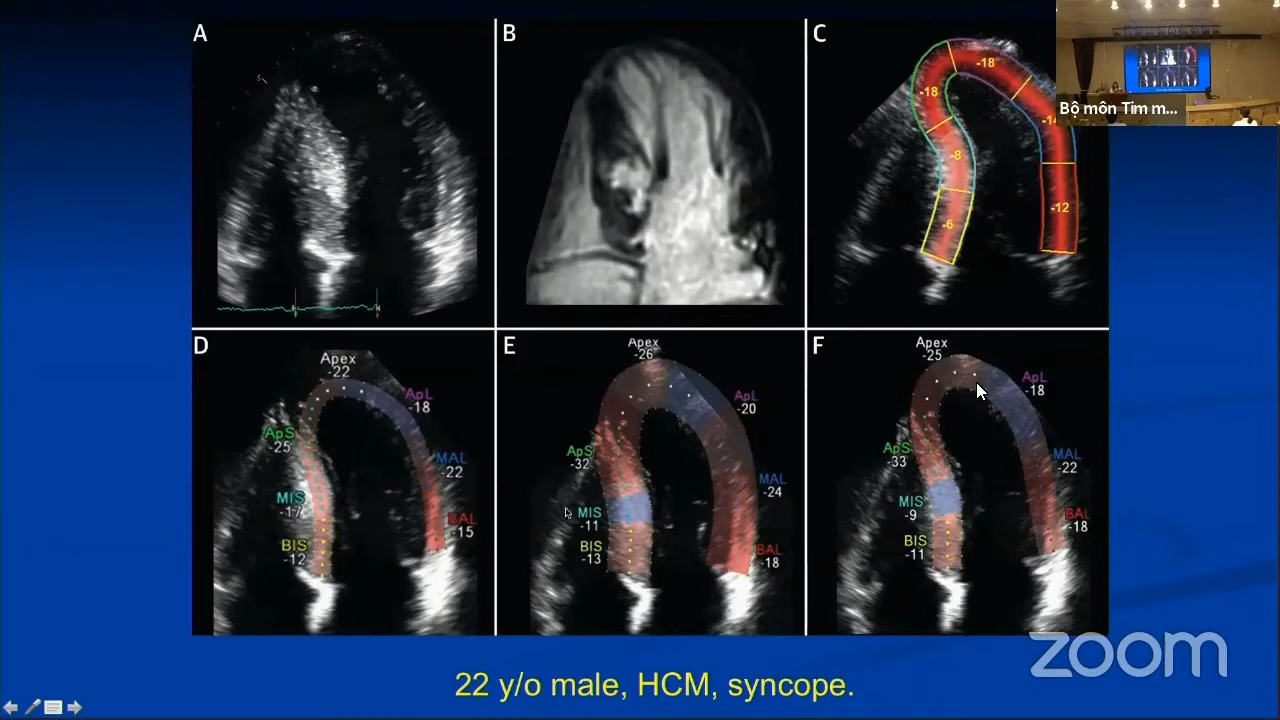 A
5
B
C
-18
-18
-8
-6
-12
Bộ môn Tim m...
D
Apex
-22
ApL
-18
ApS
-25
MAL
-22
MIS
-17
BAL
-15
BIS
-12
E
Apex
-26
ApL
-20
ApS
-32
MAL
-24
MIS
-11
BIS
-13
BAL
-18
F
Apex
-25
ApL
-18
ApS
-33
MAL
-22
MIS
-9
BAL
-18
BIS
-11
zoom
22 y/o male, HCM, syncope.